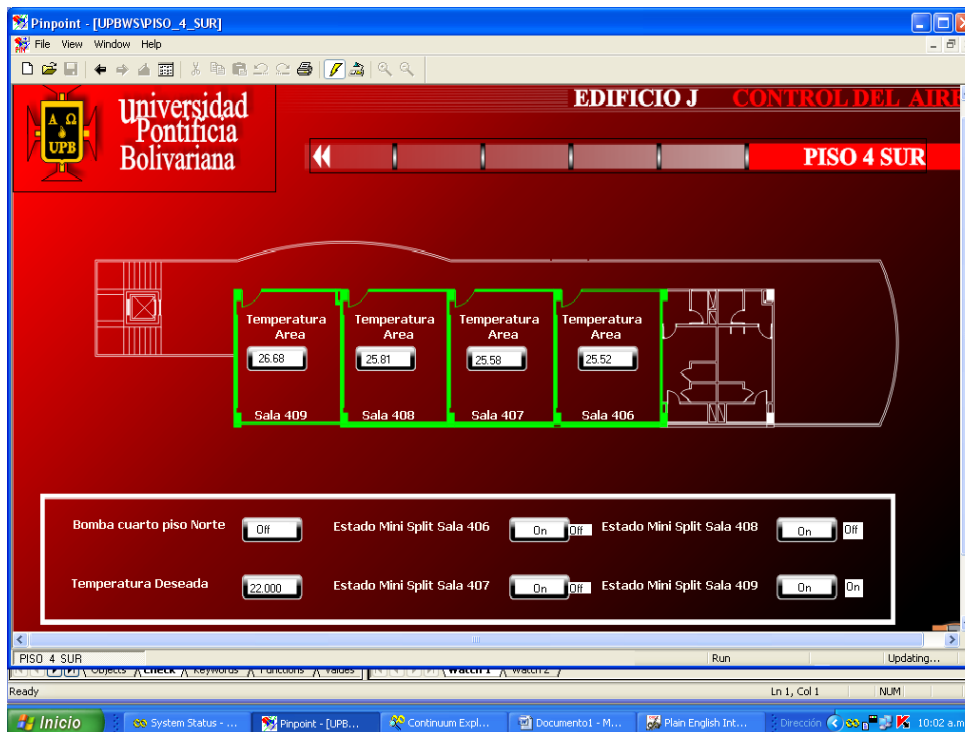 Pinpoint - [UPBWS\PISO_4_SUR]
File View Window Help
Α Ω
UPB
universidad
Pontificia
Bolivariana
EDIFICIO J CONTROL DEL AIRE
PISO 4 SUR
Temperatura Area
26.68
Sala 409
Temperatura Area
25.81
Sala 408
Temperatura Area
25.58
Sala 407
Temperatura Area
25.52
Sala 406
Bomba cuarto piso Norte Off Estado Mini Split Sala 406 On Off Estado Mini Split Sala 408 On Off
Temperatura Deseada 22.000 Estado Mini Split Sala 407 On Off Estado Mini Split Sala 409 On On
PISO 4 SUR Run Updating...
Objects Check Keywords Functions Values Watch 1 Watch 2
Ready Ln 1, Col 1 NUM
Inicio System Status - ... Pinpoint - [UPB... Continuum Expl... Documento1 - M... Plain English Int... Dirección 10:02 a.m